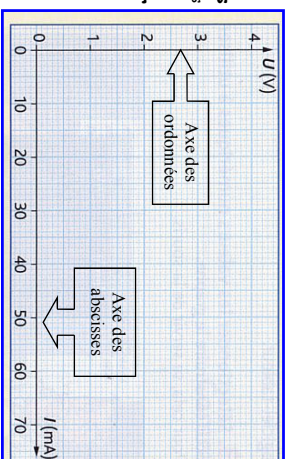 U (V)
4
3
Axe des
ordonnées
2
Axe des
abscisses
1
I (mA)
0
0 10 20 30 40 50 60 70